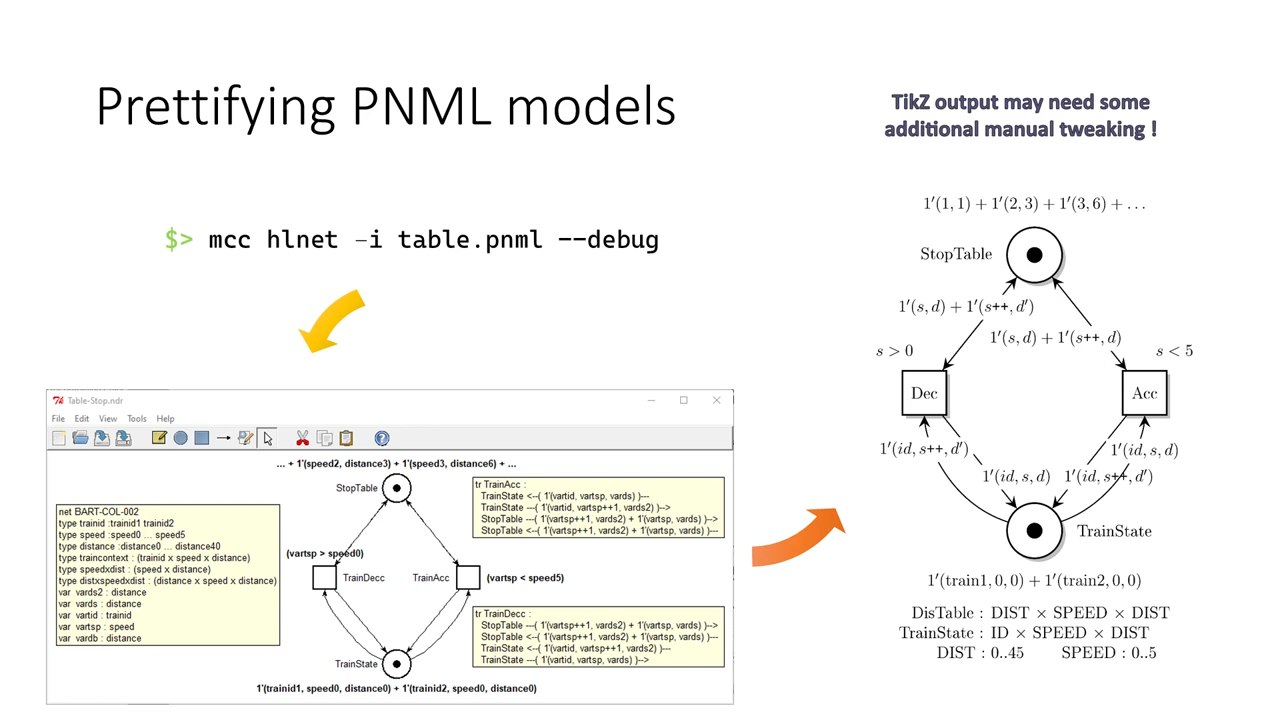 Prettifying PNML models
TikZ output may need some
additional manual tweaking !
$> mcc hlnet –i table.pnml --debug
Table-Stop.ndr
File Edit View Tools Help
... + 1'(speed2, distance3) + 1'(speed3, distance6) + ...
StopTable
net BART-COL-002
type trainid :trainid1 trainid2
type speed :speed0 ... speed5
type distance :distance0 ... distance40
type traincontext : (trainid x speed x distance)
type speedxdist : (speed x distance)
type distxspeedxdist : (distance x speed x distance)
var vards2 : distance
var vards : distance
var vartid : trainid
var vartsp : speed
var vardb : distance
(vartsp > speed0)
TrainDecc
TrainAcc
(vartsp < speed5)
tr TrainAcc :
TrainState <--( 1'(vartid, vartsp, vards) )---
TrainState ---( 1'(vartid, vartsp++1, vards2) )-->
StopTable ---( 1'(vartsp++1, vards2) + 1'(vartsp, vards) )-->
StopTable <--( 1'(vartsp++1, vards2) + 1'(vartsp, vards) )---
tr TrainDecc :
StopTable ---( 1'(vartsp++1, vards2) + 1'(vartsp, vards) )-->
StopTable <--( 1'(vartsp++1, vards2) + 1'(vartsp, vards) )---
TrainState <--( 1'(vartid, vartsp++1, vards2) )---
TrainState ---( 1'(vartid, vartsp, vards) )-->
TrainState
1'(trainid1, speed0, distance0) + 1'(trainid2, speed0, distance0)
1′(1, 1) + 1′(2, 3) + 1′(3, 6) + . . .
StopTable
1′(s, d) + 1′(s++, d′)
1′(s, d) + 1′(s++, d)
s > 0
s < 5
Dec
Acc
1′(id, s++, d′)
1′(id, s, d)
1′(id, s, d)
1′(id, s++, d′)
TrainState
1′(train1, 0, 0) + 1′(train2, 0, 0)
DisTable : DIST × SPEED × DIST
TrainState : ID × SPEED × DIST
DIST : 0..45 SPEED : 0..5